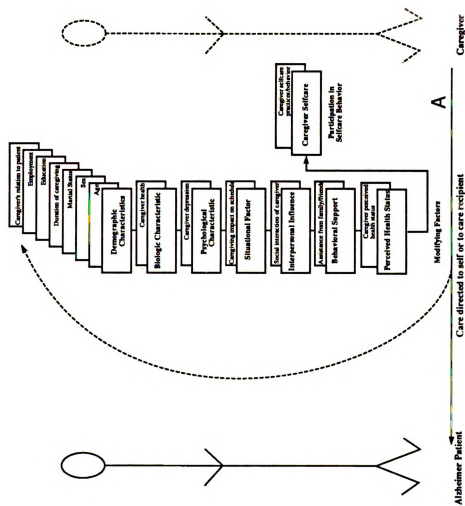 Caregiver's relation to patient
Employment
Education
Duration of caregiving
Marital Status
Sex
Age
Demographic
Characteristics
Caregiver health
Biologic Characteristic
Caregiver depression
Psychological
Characteristic
Caregiving impact on schedule
Situational Factor
Social interaction of caregiver
Interpersonal Influence
Assistance from family/friends
Behavioral Support
Caregiver perceived
health status
Perceived Health Status
Modifying Factors
Caregiver selfcare
practices/behavior
Caregiver Selfcare
Participation in
Selfcare Behavior
A
Alzheimer Patient
Care directed to self or to care recipient
Caregiver